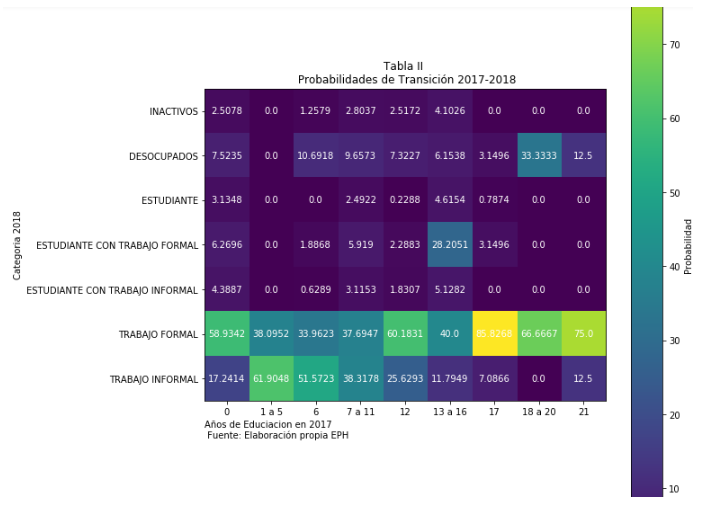 Tabla II
Probabilidades de Transición 2017-2018
Categoria 2018
INACTIVOS 2.5078 0.0 1.2579 2.8037 2.5172 4.1026 0.0 0.0 0.0
DESOCUPADOS 7.5235 0.0 10.6918 9.6573 7.3227 6.1538 3.1496 33.3333 12.5
ESTUDIANTE 3.1348 0.0 0.0 2.4922 0.2288 4.6154 0.7874 0.0 0.0
ESTUDIANTE CON TRABAJO FORMAL 6.2696 0.0 1.8868 5.919 2.2883 28.2051 3.1496 0.0 0.0
ESTUDIANTE CON TRABAJO INFORMAL 4.3887 0.0 0.6289 3.1153 1.8307 5.1282 0.0 0.0 0.0
TRABAJO FORMAL 58.9342 38.0952 33.9623 37.6947 60.1831 40.0 85.8268 66.6667 75.0
TRABAJO INFORMAL 17.2414 61.9048 51.5723 38.3178 25.6293 11.7949 7.0866 0.0 12.5
0 1 a 5 6 7 a 11 12 13 a 16 17 18 a 20 21
Años de Educiacion en 2017
Fuente: Elaboración propia EPH
70
60
50
40
30
20
10
Probabilidad